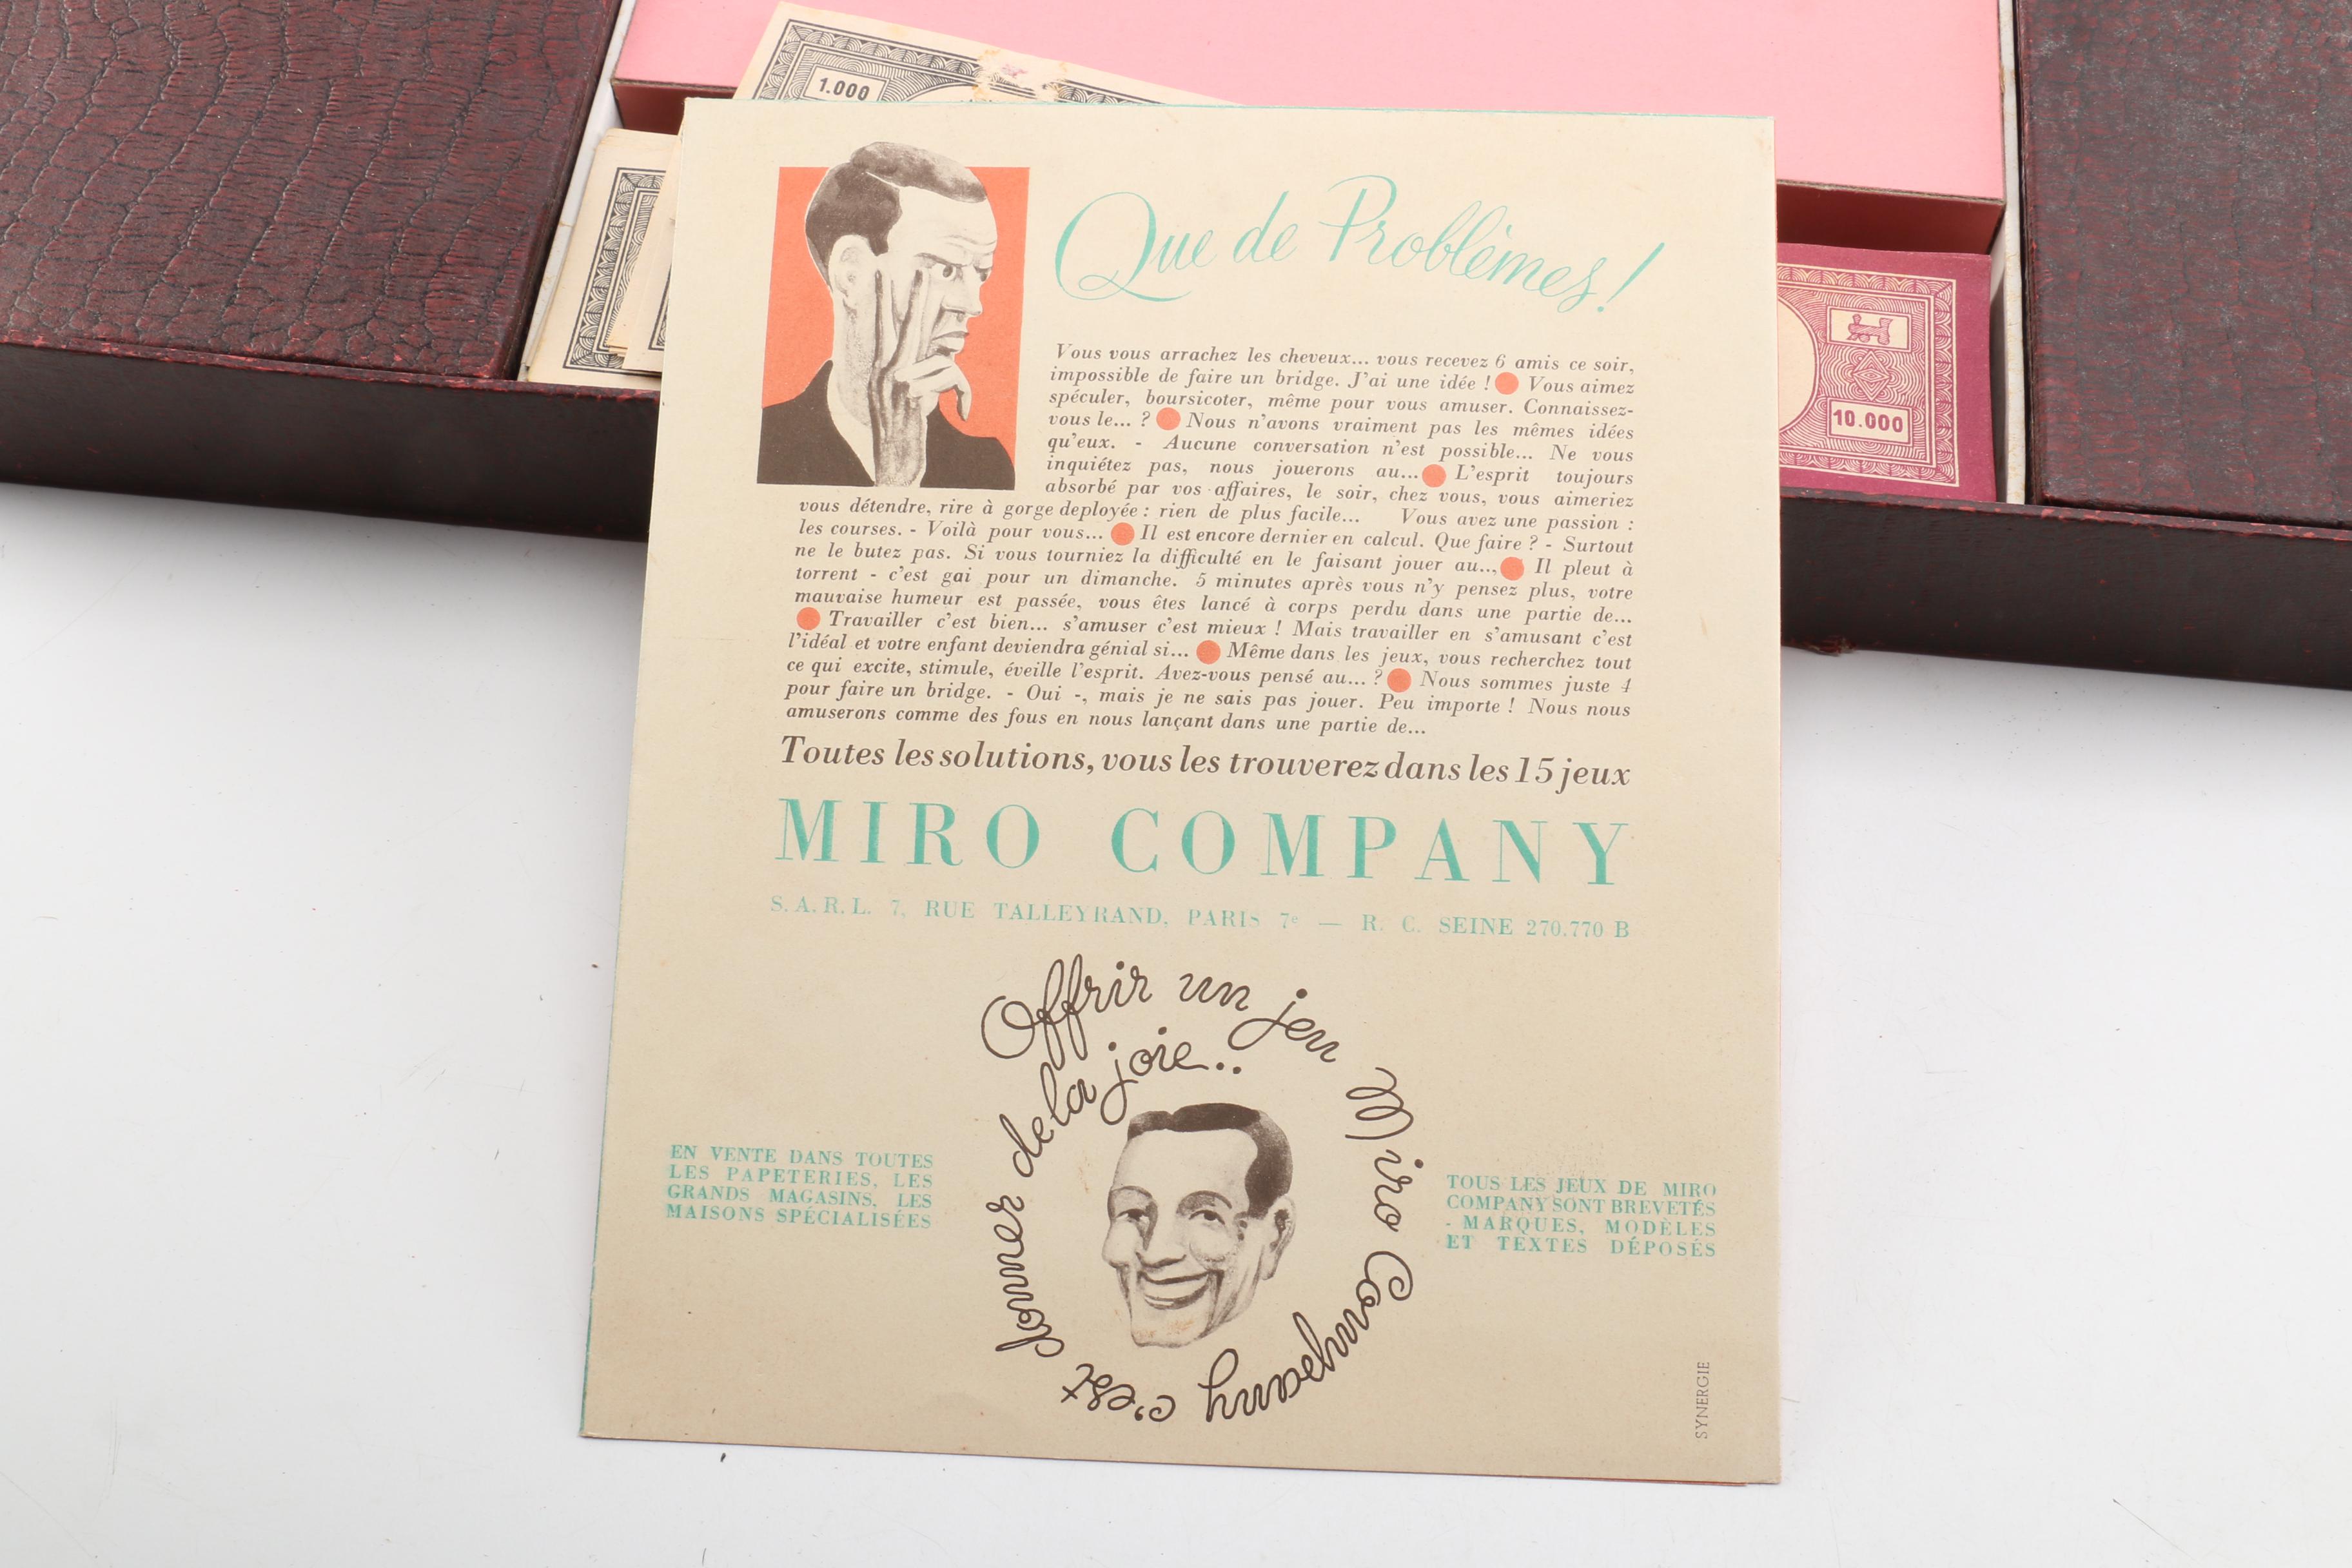 1.000
Que de Problèmes !
Vous vous arrachez les cheveux... vous recevez 6 amis ce soir,
impossible de faire un bridge. J'ai une idée ! Vous aimez
spéculer, boursicoter, même pour vous amuser. Connaissez-
vous le... ? Nous n'avons vraiment pas les mêmes idées
qu'eux. - Aucune conversation n'est possible... Ne vous
inquiétez pas, nous jouerons au... L'esprit toujours
absorbé par vos affaires, le soir, chez vous, vous aimeriez
vous détendre, rire à gorge deployée : rien de plus facile... Vous avez une passion :
les courses. - Voilà pour vous... Il est encore dernier en calcul. Que faire ? - Surtout
ne le butez pas. Si vous tourniez la difficulté en le faisant jouer au... Il pleut à
torrent - c'est gai pour un dimanche. 5 minutes après vous n'y pensez plus, votre
mauvaise humeur est passée, vous êtes lancé à corps perdu dans une partie de...
Travailler c'est bien... s'amuser c'est mieux ! Mais travailler en s'amusant c'est
l'idéal et votre enfant deviendra génial si... Même dans les jeux, vous recherchez tout
ce qui excite, stimule, éveille l'esprit. Avez-vous pensé au... ? Nous sommes juste 4
pour faire un bridge. - Oui -, mais je ne sais pas jouer. Peu importe ! Nous nous
amuserons comme des fous en nous lançant dans une partie de...
Toutes les solutions, vous les trouverez dans les 15 jeux
MIRO COMPANY
S.A.R.L. 7, RUE TALLEYRAND, PARIS 7e — R. C. SEINE 270.770 B
Offrir un jeu Miro Company c'est donner de la joie..
EN VENTE DANS TOUTES
LES PAPETERIES, LES
GRANDS MAGASINS, LES
MAISONS SPÉCIALISÉES
TOUS LES JEUX DE MIRO
COMPANY SONT BREVETÉS
- MARQUES, MODÈLES
ET TEXTES DÉPOSÉS
SYNERGIE
10.000